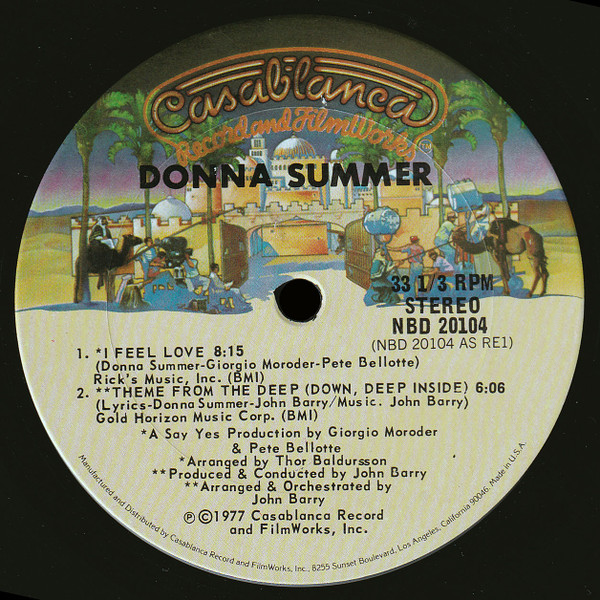 Casablanca
Record and FilmWorks™
DONNA SUMMER
33 1/3 RPM
STEREO
NBD 20104
(NBD 20104 AS RE1)
1. *I FEEL LOVE 8:15
(Donna Summer-Giorgio Moroder-Pete Bellotte)
Rick's Music, Inc. (BMI)
2. **THEME FROM THE DEEP (DOWN, DEEP INSIDE) 6:06
(Lyrics-Donna Summer-John Barry/Music. John Barry)
Gold Horizon Music Corp. (BMI)
*A Say Yes Production by Giorgio Moroder
& Pete Bellotte
*Arranged by Thor Baldursson
**Produced & Conducted by John Barry
**Arranged & Orchestrated by
John Barry
Ⓟ ©1977 Casablanca Record
and FilmWorks, Inc.
Manufactured and Distributed by Casablanca Record and FilmWorks, Inc., 8255 Sunset Boulevard, Los Angeles, California 90046. Made in U.S.A.